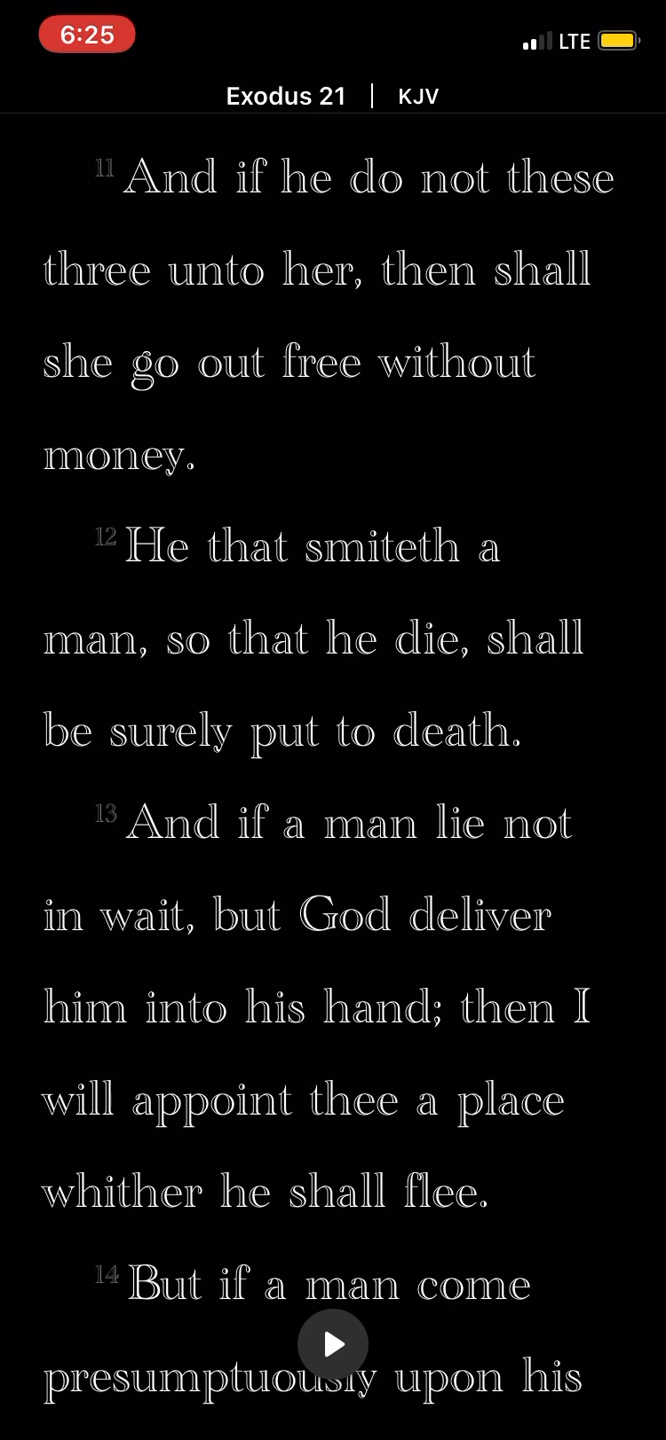 6:25 LTE
Exodus 21 | KJV
11 And if he do not these
three unto her, then shall
she go out free without
money.
12 He that smiteth a
man, so that he die, shall
be surely put to death.
13 And if a man lie not
in wait, but God deliver
him into his hand; then I
will appoint thee a place
whither he shall flee.
14 But if a man come
presumptuously upon his